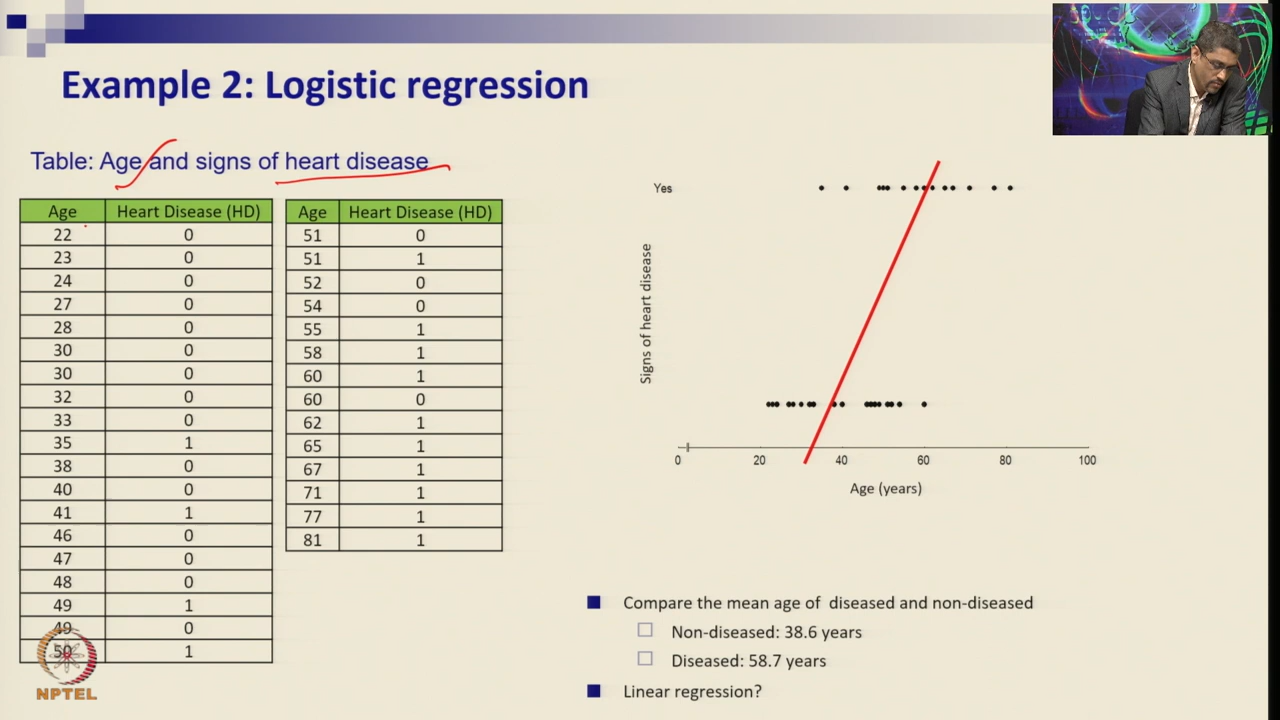 Example 2: Logistic regression
Table: Age and signs of heart disease
Age Heart Disease (HD)
22 0
23 0
24 0
27 0
28 0
30 0
30 0
32 0
33 0
35 1
38 0
40 0
41 1
46 0
47 0
48 0
49 1
49 0
50 1
Age Heart Disease (HD)
51 0
51 1
52 0
54 0
55 1
58 1
60 1
60 0
62 1
65 1
67 1
71 1
77 1
81 1
Yes
Signs of heart disease
0 20 40 60 80 100
Age (years)
Compare the mean age of diseased and non-diseased
Non-diseased: 38.6 years
Diseased: 58.7 years
Linear regression?
NPTEL